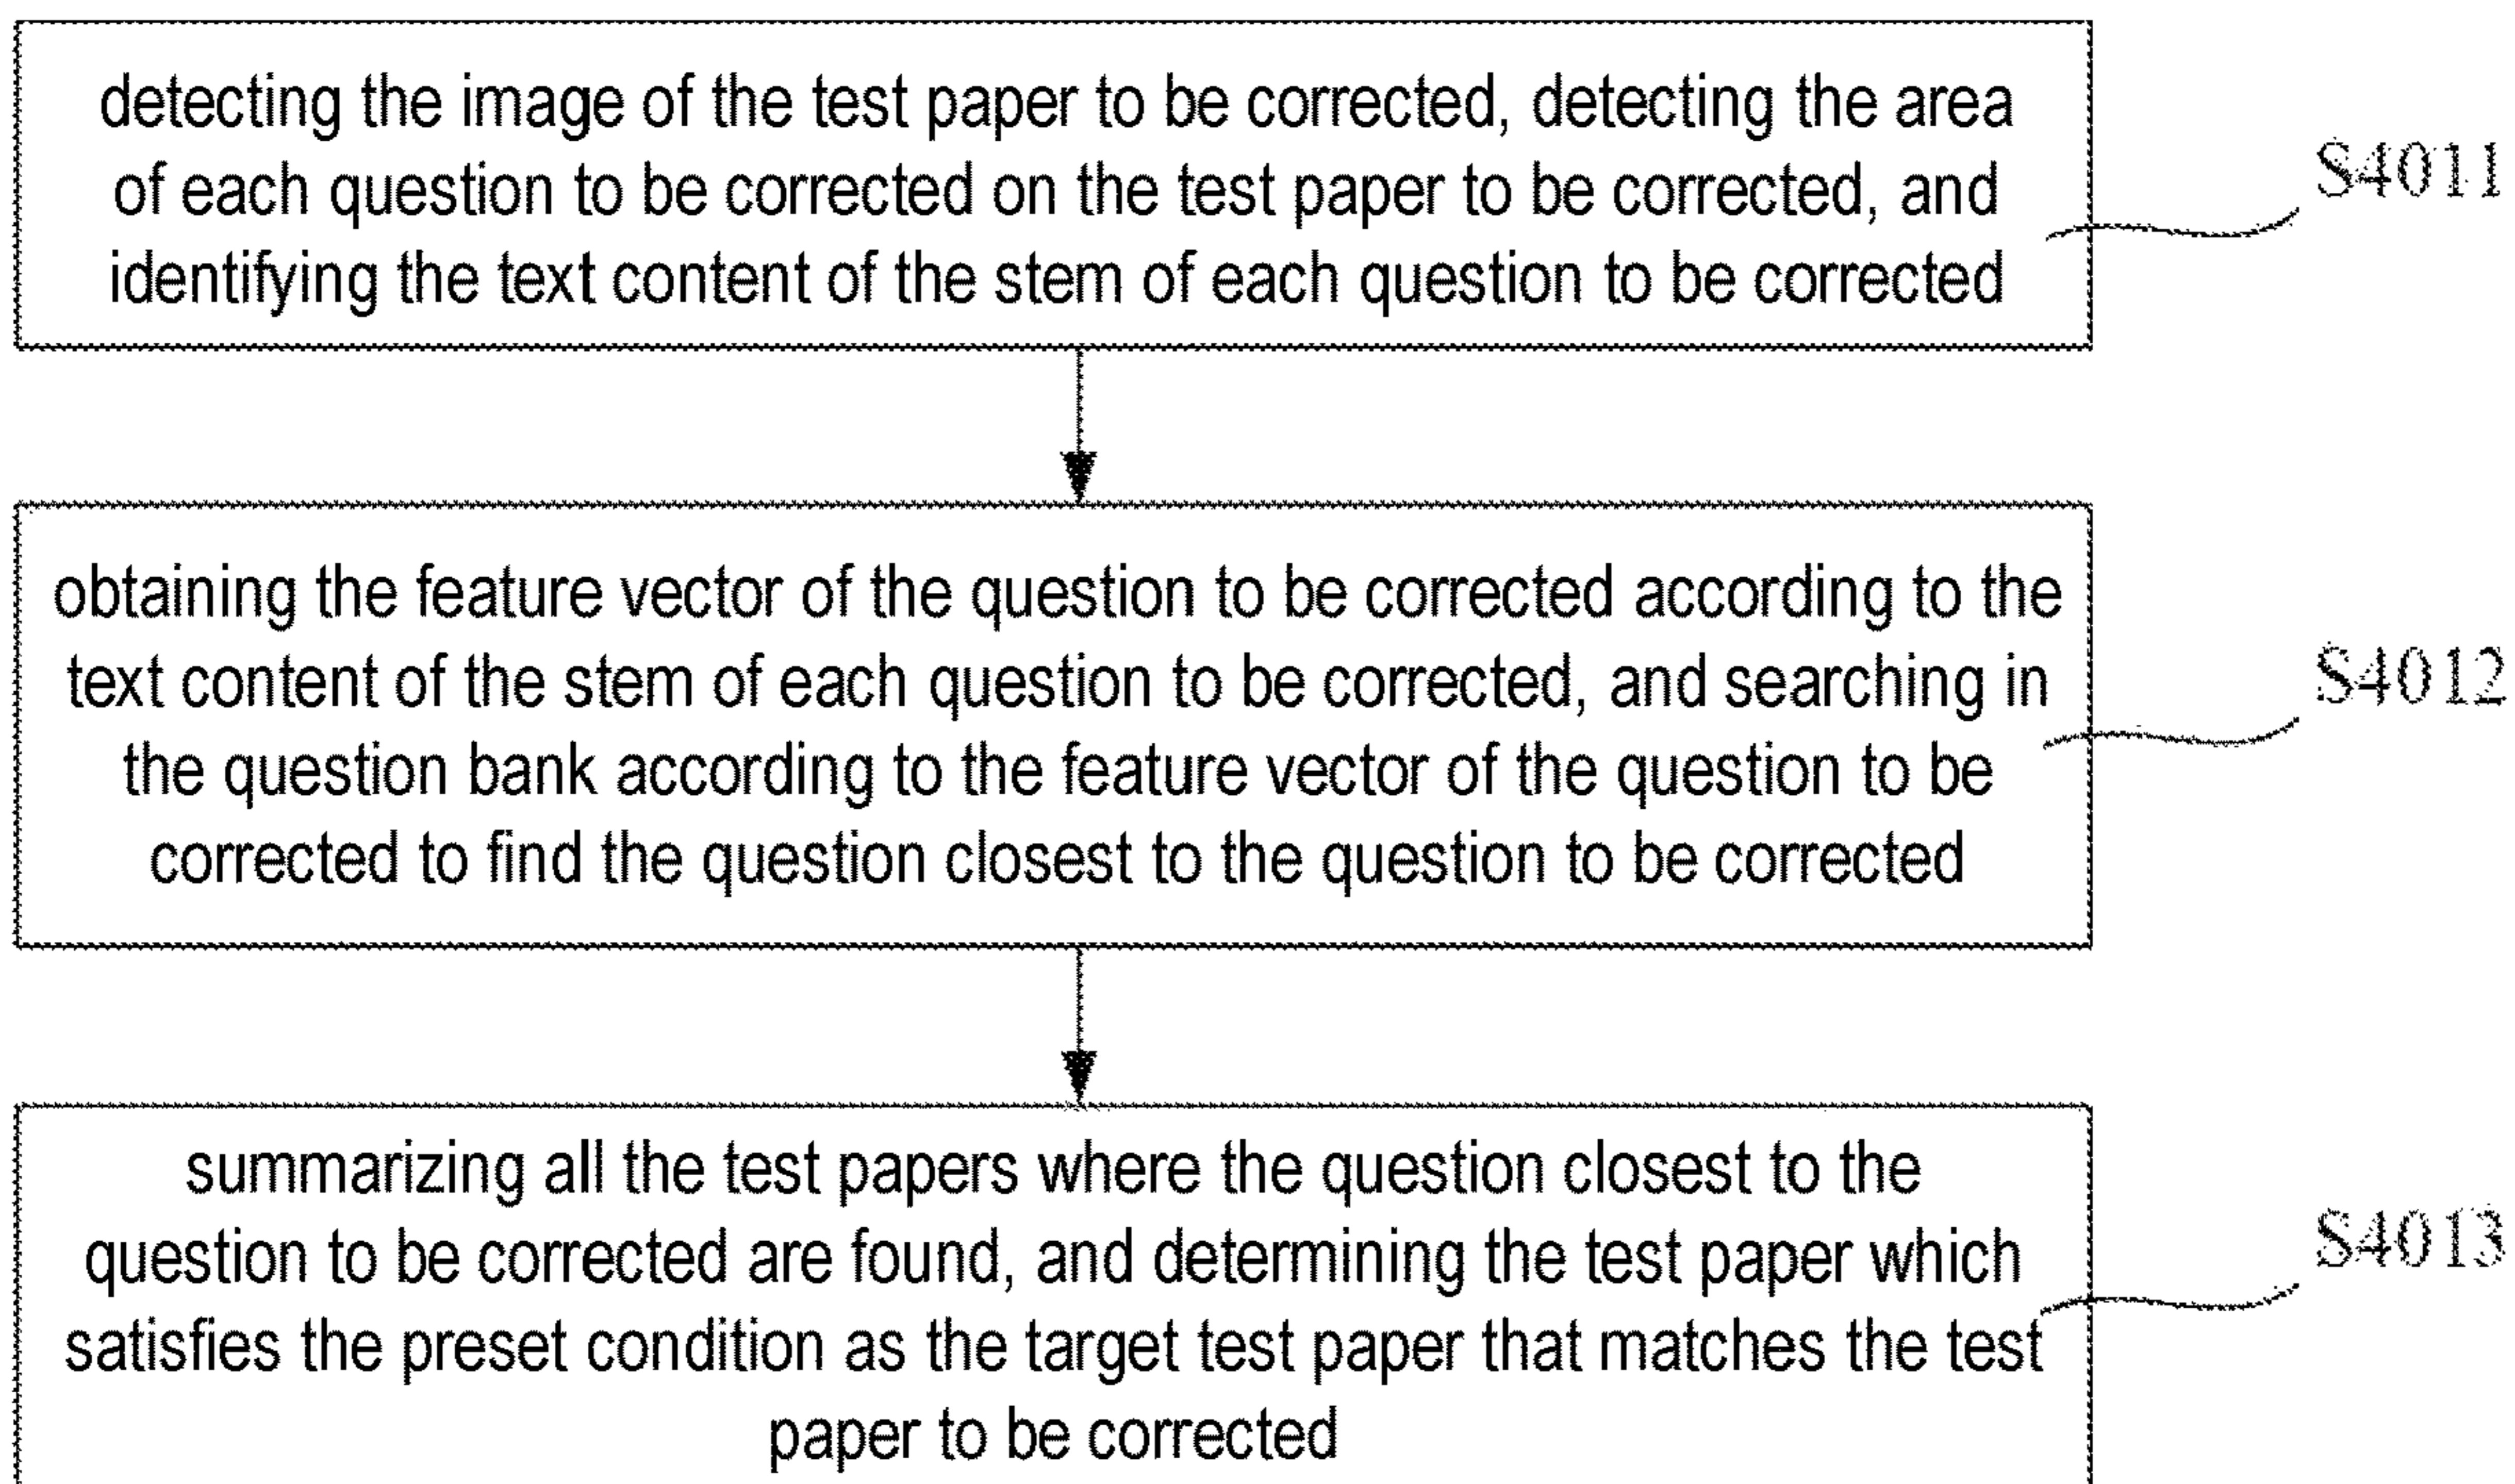 detecting the image of the test paper to be corrected, detecting the area
of each question to be corrected on the test paper to be corrected, and
identifying the text content of the stem of each question to be corrected
S4011
obtaining the feature vector of the question to be corrected according to the
text content of the stem of each question to be corrected, and searching in
the question bank according to the feature vector of the question to be
corrected to find the question closest to the question to be corrected
S4012
summarizing all the test papers where the question closest to the
question to be corrected are found, and determining the test paper which
satisfies the preset condition as the target test paper that matches the test
paper to be corrected
S4013